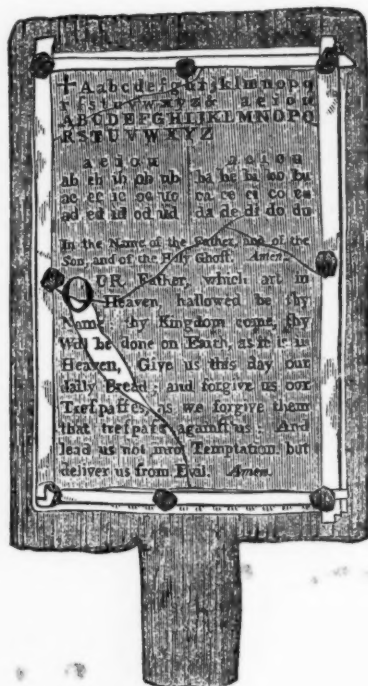 ✝Aabcdefghijklmnopq
rſstuvwxyz& aeiou
ABCDEFGHIJKLMNOPQ
RSTUVWXYZ
a e i o u a e i o u
ab eb ib ob ub ba be bi bo bu
ac ec ic oc uc ca ce ci co cu
ad ed id od ud da de di do du
In the Name of the Father, and of the
Son, and of the Holy Ghoſt. Amen.
OUR Father, which art in
Heaven, hallowed be thy
Name; thy Kingdom come, thy
Will be done on Earth, as it is in
Heaven, Give us this day our
daily Bread; and forgive us our
Treſpaſſes, as we forgive them
that treſpaſs againſt us: And
lead us not into Temptation, but
deliver us from Evil. Amen.